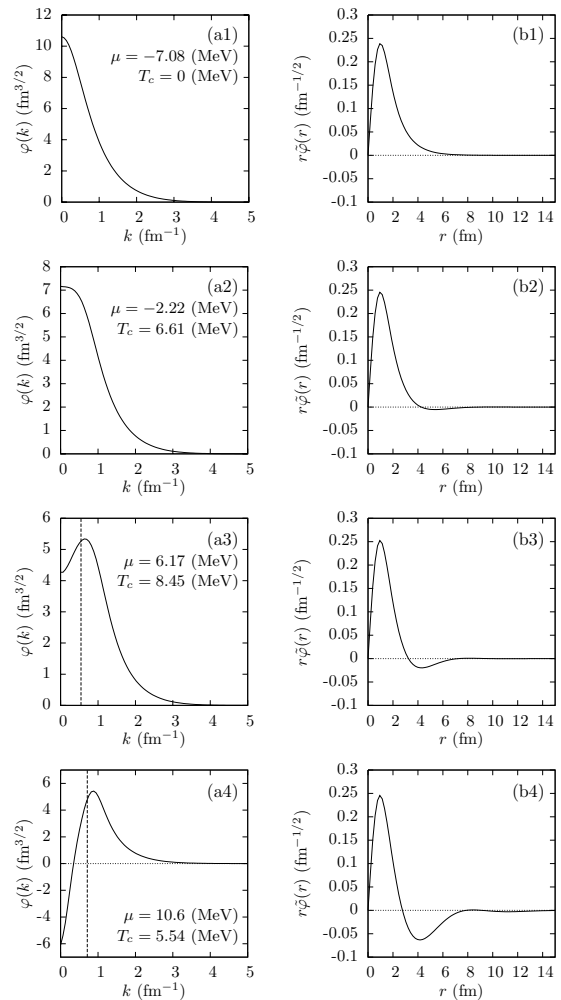 (a1)
μ = −7.08 (MeV)
T_c = 0 (MeV)
φ(k) (fm^{3/2})
12
10
8
6
4
2
0
0 1 2 3 4 5
k (fm^{−1})
(b1)
rφ̃(r) (fm^{−1/2})
0.3
0.25
0.2
0.15
0.1
0.05
0
-0.05
-0.1
0 2 4 6 8 10 12 14
r (fm)
(a2)
μ = −2.22 (MeV)
T_c = 6.61 (MeV)
φ(k) (fm^{3/2})
8
7
6
5
4
3
2
1
0
0 1 2 3 4 5
k (fm^{−1})
(b2)
rφ̃(r) (fm^{−1/2})
0.3
0.25
0.2
0.15
0.1
0.05
0
-0.05
-0.1
0 2 4 6 8 10 12 14
r (fm)
(a3)
μ = 6.17 (MeV)
T_c = 8.45 (MeV)
φ(k) (fm^{3/2})
6
5
4
3
2
1
0
0 1 2 3 4 5
k (fm^{−1})
(b3)
rφ̃(r) (fm^{−1/2})
0.3
0.25
0.2
0.15
0.1
0.05
0
-0.05
-0.1
0 2 4 6 8 10 12 14
r (fm)
(a4)
φ(k) (fm^{3/2})
6
4
2
0
-2
-4
-6
μ = 10.6 (MeV)
T_c = 5.54 (MeV)
0 1 2 3 4 5
k (fm^{−1})
(b4)
rφ̃(r) (fm^{−1/2})
0.3
0.25
0.2
0.15
0.1
0.05
0
-0.05
-0.1
0 2 4 6 8 10 12 14
r (fm)